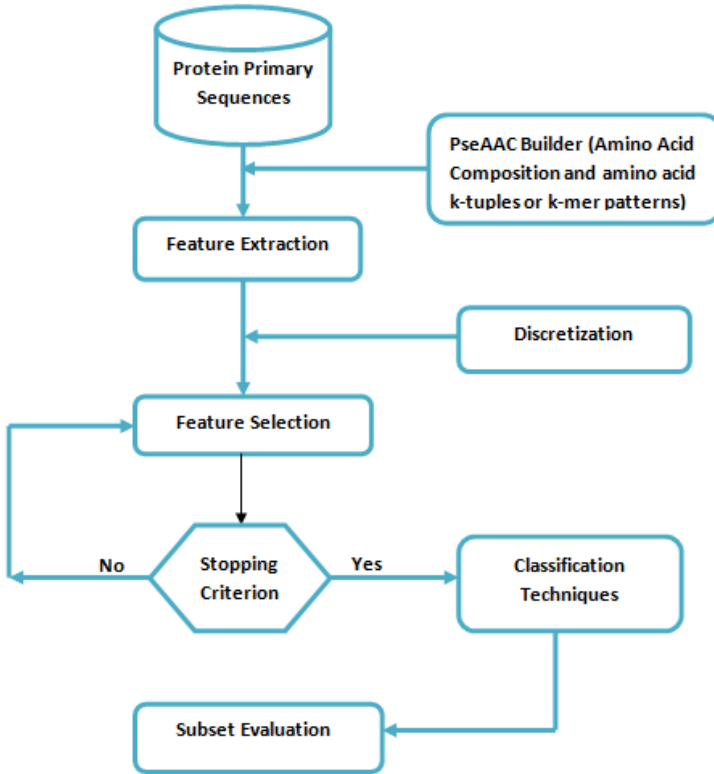 Protein Primary
Sequences
PseAAC Builder (Amino Acid
Composition and amino acid
k-tuples or k-mer patterns)
Feature Extraction
Discretization
Feature Selection
No
Stopping
Criterion
Yes
Classification
Techniques
Subset Evaluation